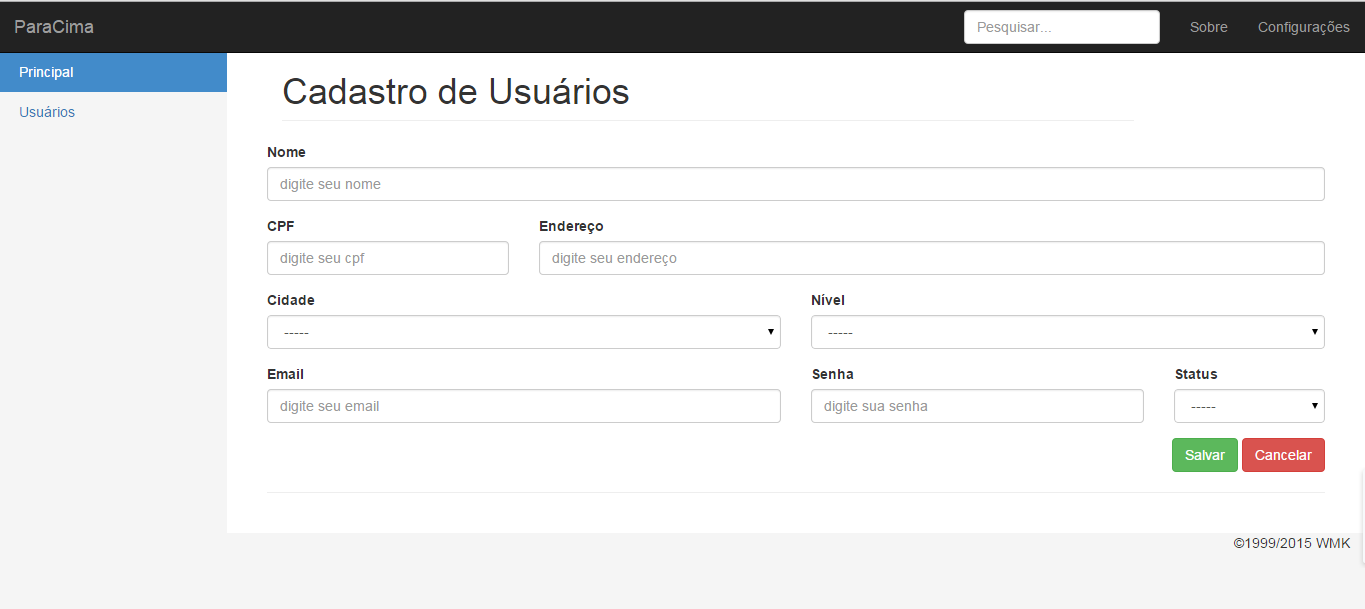 ParaCima Pesquisar... Sobre Configurações
Principal
Usuários
Cadastro de Usuários
Nome
digite seu nome
CPF Endereço
digite seu cpf digite seu endereço
Cidade Nível
----- -----
Email Senha Status
digite seu email digite sua senha -----
Salvar Cancelar
©1999/2015 WMK